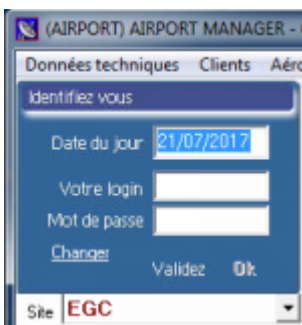 (AIRPORT) AIRPORT MANAGER -
Données techniques Clients Aéro
Identifiez vous
Date du jour 21/07/2017
Votre login
Mot de passe
Changer
Validez Ok
Site EGC